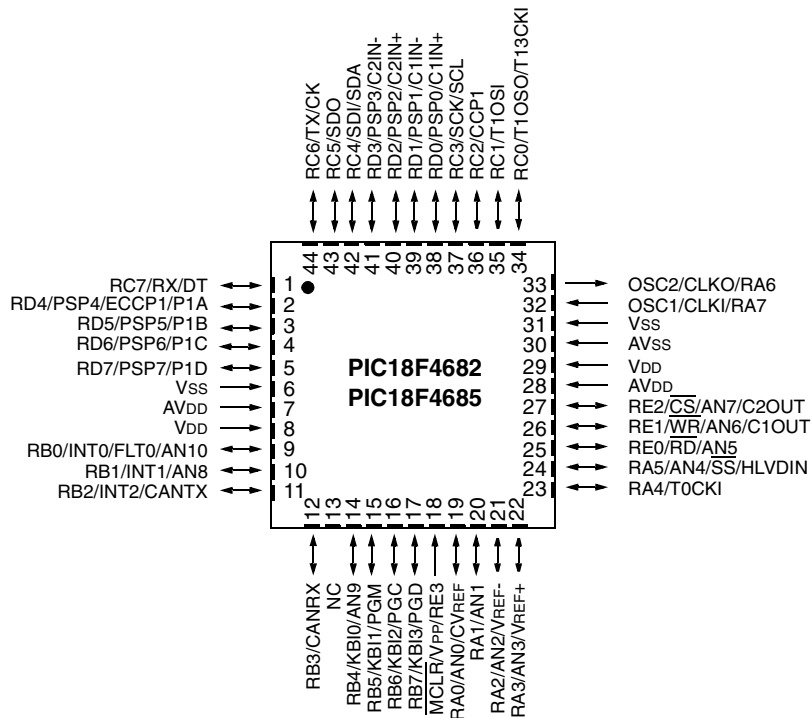 RC6/TX/CK
RC5/SDO
RC4/SDI/SDA
RD3/PSP3/C2IN-
RD2/PSP2/C2IN+
RD1/PSP1/C1IN-
RD0/PSP0/C1IN+
RC3/SCK/SCL
RC2/CCP1
RC1/T1OSI
RC0/T1OSO/T13CKI
44
43
42
41
40
39
38
37
36
35
34
RC7/RX/DT 1
RD4/PSP4/ECCP1/P1A 2
RD5/PSP5/P1B 3
RD6/PSP6/P1C 4
RD7/PSP7/P1D 5
VSS 6
AVDD 7
VDD 8
RB0/INT0/FLT0/AN10 9
RB1/INT1/AN8 10
RB2/INT2/CANTX 11
PIC18F4682
PIC18F4685
33 OSC2/CLKO/RA6
32 OSC1/CLKI/RA7
31 VSS
30 AVSS
29 VDD
28 AVDD
27 RE2/CS/AN7/C2OUT
26 RE1/WR/AN6/C1OUT
25 RE0/RD/AN5
24 RA5/AN4/SS/HLVDIN
23 RA4/T0CKI
12
13
14
15
16
17
18
19
20
21
22
RB3/CANRX
NC
RB4/KBI0/AN9
RB5/KBI1/PGM
RB6/KBI2/PGC
RB7/KBI3/PGD
MCLR/VPP/RE3
RA0/AN0/CVREF
RA1/AN1
RA2/AN2/VREF-
RA3/AN3/VREF+